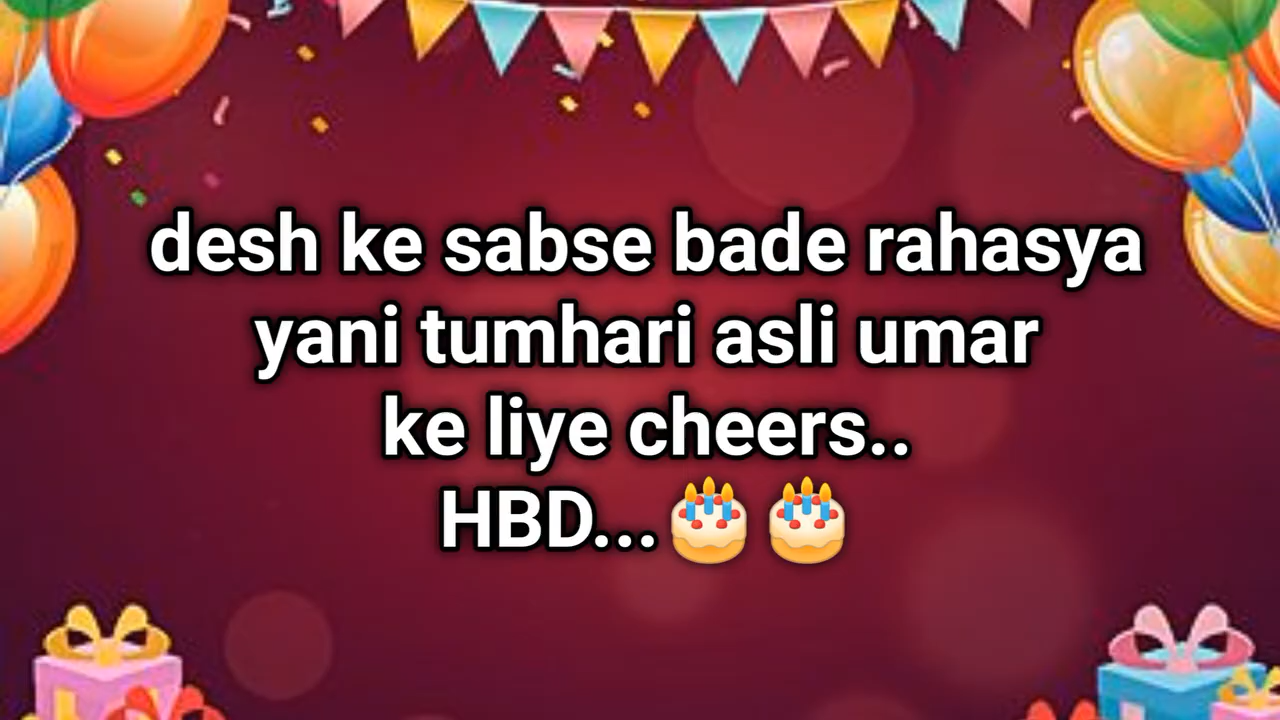 desh ke sabse bade rahasya
yani tumhari asli umar
ke liye cheers..
HBD...🎂🎂